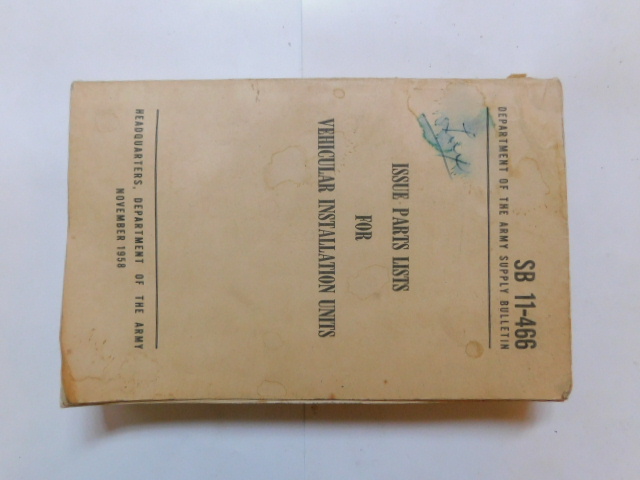 SB 11-466
DEPARTMENT OF THE ARMY SUPPLY BULLETIN
ISSUE PARTS LISTS
FOR
VEHICULAR INSTALLATION UNITS
HEADQUARTERS, DEPARTMENT OF THE ARMY
NOVEMBER 1958